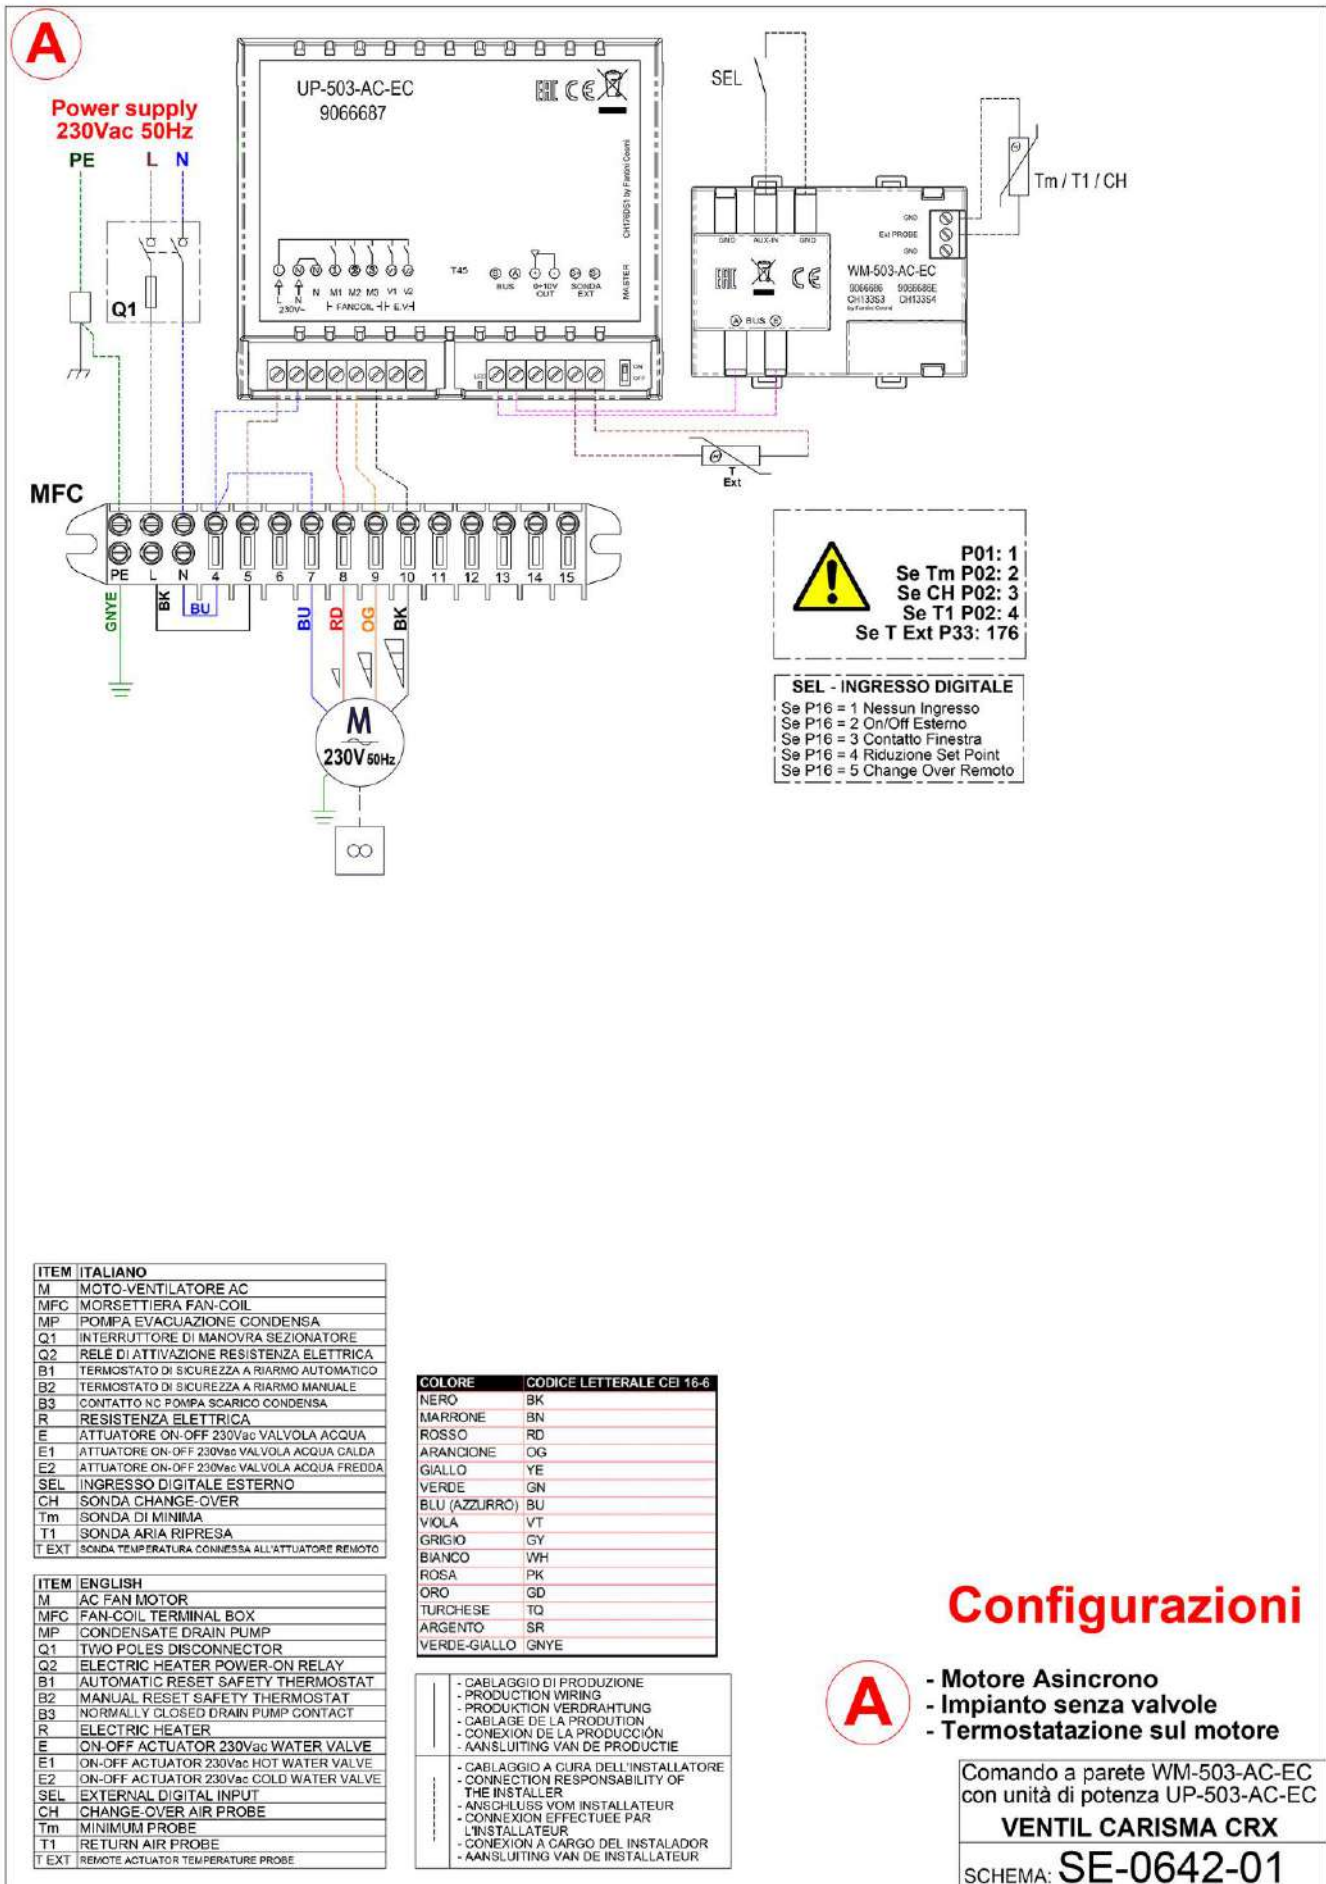 A
Power supply
230Vac 50Hz
PE
L
N
Q1
UP-503-AC-EC
9066687
CE
CH176DS1 by Fantini Cosmi
MASTER
L
N
N
M1
M2
M3
V1
V2
230V~
FANCOIL
E.V.
T45
BUS
0÷10V
OUT
SONDA
EXT
LED
ON
OFF
SEL
GND
AUX-IN
GND
GND
Ext PROBE
GND
CE
WM-503-AC-EC
9066686
9066686E
CH133S3
CH133S4
by Fantini Cosmi
A BUS B
Tm / T1 / CH
T
Ext
MFC
PE
L
N
4
5
6
7
8
9
10
11
12
13
14
15
GNYE
BK
BU
BU
RD
OG
BK
M
230V 50Hz
P01: 1
Se Tm P02: 2
Se CH P02: 3
Se T1 P02: 4
Se T Ext P33: 176
SEL - INGRESSO DIGITALE
Se P16 = 1 Nessun Ingresso
Se P16 = 2 On/Off Esterno
Se P16 = 3 Contatto Finestra
Se P16 = 4 Riduzione Set Point
Se P16 = 5 Change Over Remoto
ITEM ITALIANO
M MOTO-VENTILATORE AC
MFC MORSETTIERA FAN-COIL
MP POMPA EVACUAZIONE CONDENSA
Q1 INTERRUTTORE DI MANOVRA SEZIONATORE
Q2 RELÈ DI ATTIVAZIONE RESISTENZA ELETTRICA
B1 TERMOSTATO DI SICUREZZA A RIARMO AUTOMATICO
B2 TERMOSTATO DI SICUREZZA A RIARMO MANUALE
B3 CONTATTO NC POMPA SCARICO CONDENSA
R RESISTENZA ELETTRICA
E ATTUATORE ON-OFF 230Vac VALVOLA ACQUA
E1 ATTUATORE ON-OFF 230Vac VALVOLA ACQUA CALDA
E2 ATTUATORE ON-OFF 230Vac VALVOLA ACQUA FREDDA
SEL INGRESSO DIGITALE ESTERNO
CH SONDA CHANGE-OVER
Tm SONDA DI MINIMA
T1 SONDA ARIA RIPRESA
T EXT SONDA TEMPERATURA CONNESSA ALL'ATTUATORE REMOTO
ITEM ENGLISH
M AC FAN MOTOR
MFC FAN-COIL TERMINAL BOX
MP CONDENSATE DRAIN PUMP
Q1 TWO POLES DISCONNECTOR
Q2 ELECTRIC HEATER POWER-ON RELAY
B1 AUTOMATIC RESET SAFETY THERMOSTAT
B2 MANUAL RESET SAFETY THERMOSTAT
B3 NORMALLY CLOSED DRAIN PUMP CONTACT
R ELECTRIC HEATER
E ON-OFF ACTUATOR 230Vac WATER VALVE
E1 ON-OFF ACTUATOR 230Vac HOT WATER VALVE
E2 ON-OFF ACTUATOR 230Vac COLD WATER VALVE
SEL EXTERNAL DIGITAL INPUT
CH CHANGE-OVER AIR PROBE
Tm MINIMUM PROBE
T1 RETURN AIR PROBE
T EXT REMOTE ACTUATOR TEMPERATURE PROBE
COLORE CODICE LETTERALE CEI 16-6
NERO BK
MARRONE BN
ROSSO RD
ARANCIONE OG
GIALLO YE
VERDE GN
BLU (AZZURRO) BU
VIOLA VT
GRIGIO GY
BIANCO WH
ROSA PK
ORO GD
TURCHESE TQ
ARGENTO SR
VERDE-GIALLO GNYE
- CABLAGGIO DI PRODUZIONE
- PRODUCTION WIRING
- PRODUKTION VERDRAHTUNG
- CABLAGE DE LA PRODUTION
- CONEXION DE LA PRODUCCIÓN
- AANSLUITING VAN DE PRODUCTIE
- CABLAGGIO A CURA DELL'INSTALLATORE
- CONNECTION RESPONSABILITY OF
THE INSTALLER
- ANSCHLUSS VOM INSTALLATEUR
- CONNEXION EFFECTUEE PAR
L'INSTALLATEUR
- CONEXION A CARGO DEL INSTALADOR
- AANSLUITING VAN DE INSTALLATEUR
Configurazioni
A
- Motore Asincrono
- Impianto senza valvole
- Termostatazione sul motore
Comando a parete WM-503-AC-EC
con unità di potenza UP-503-AC-EC
VENTIL CARISMA CRX
SCHEMA: SE-0642-01